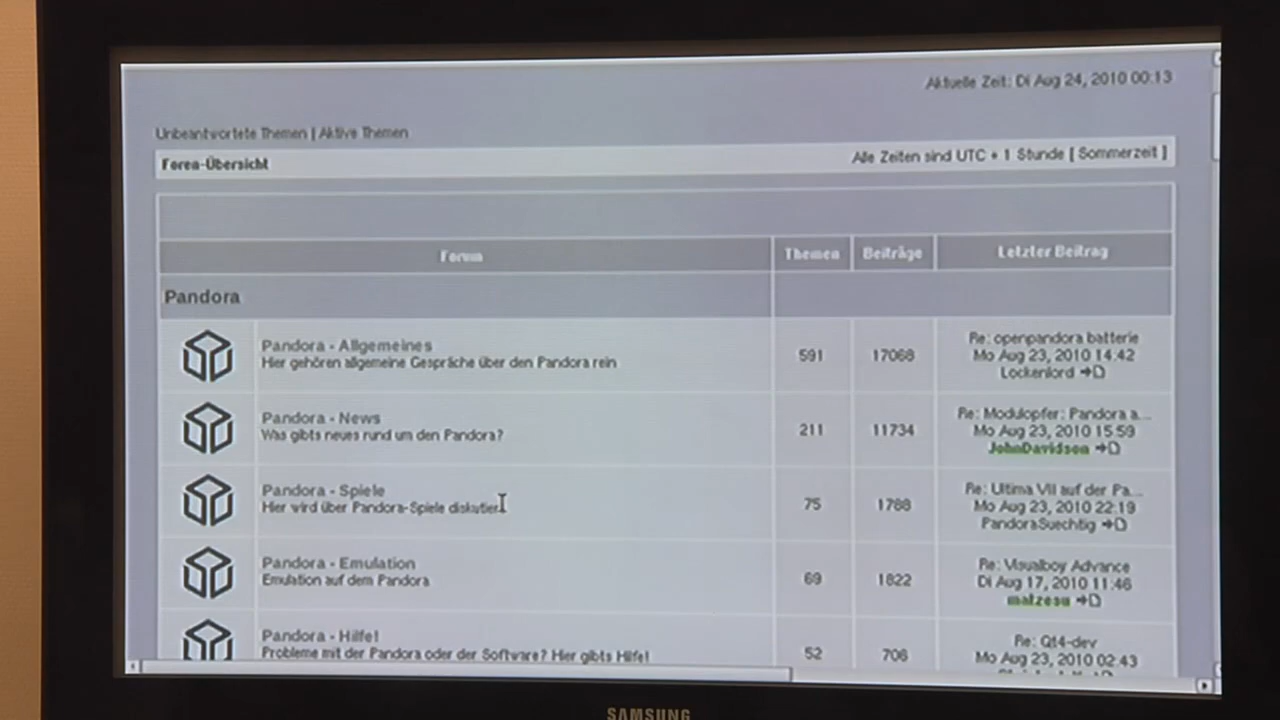 Aktuelle Zeit: Di Aug 24, 2010 00:13
Unbeantwortete Themen | Aktive Themen
Foren-Übersicht
Alle Zeiten sind UTC + 1 Stunde [ Sommerzeit ]
Forum Themen Beiträge Letzter Beitrag
Pandora
Pandora - Allgemeines
Hier gehören allgemeine Gespräche über den Pandora rein
591 17068
Re: openpandora batterie
Mo Aug 23, 2010 14:42
Lockenlord
Pandora - News
Was gibts neues rund um den Pandora?
211 11734
Re: Modulopfer: Pandora a...
Mo Aug 23, 2010 15:59
JohnDavidson
Pandora - Spiele
Hier wird über Pandora-Spiele diskutier
75 1788
Re: Ultima VII auf der Pa...
Mo Aug 23, 2010 22:19
PandoraSuechtig
Pandora - Emulation
Emulation auf dem Pandora
69 1822
Re: Visualboy Advance
Di Aug 17, 2010 11:46
matzesu
Pandora - Hilfe!
Probleme mit der Pandora oder der Software? Hier gibts Hilfe!
52 706
Re: Qt4-dev
Mo Aug 23, 2010 02:43
SAMSUNG